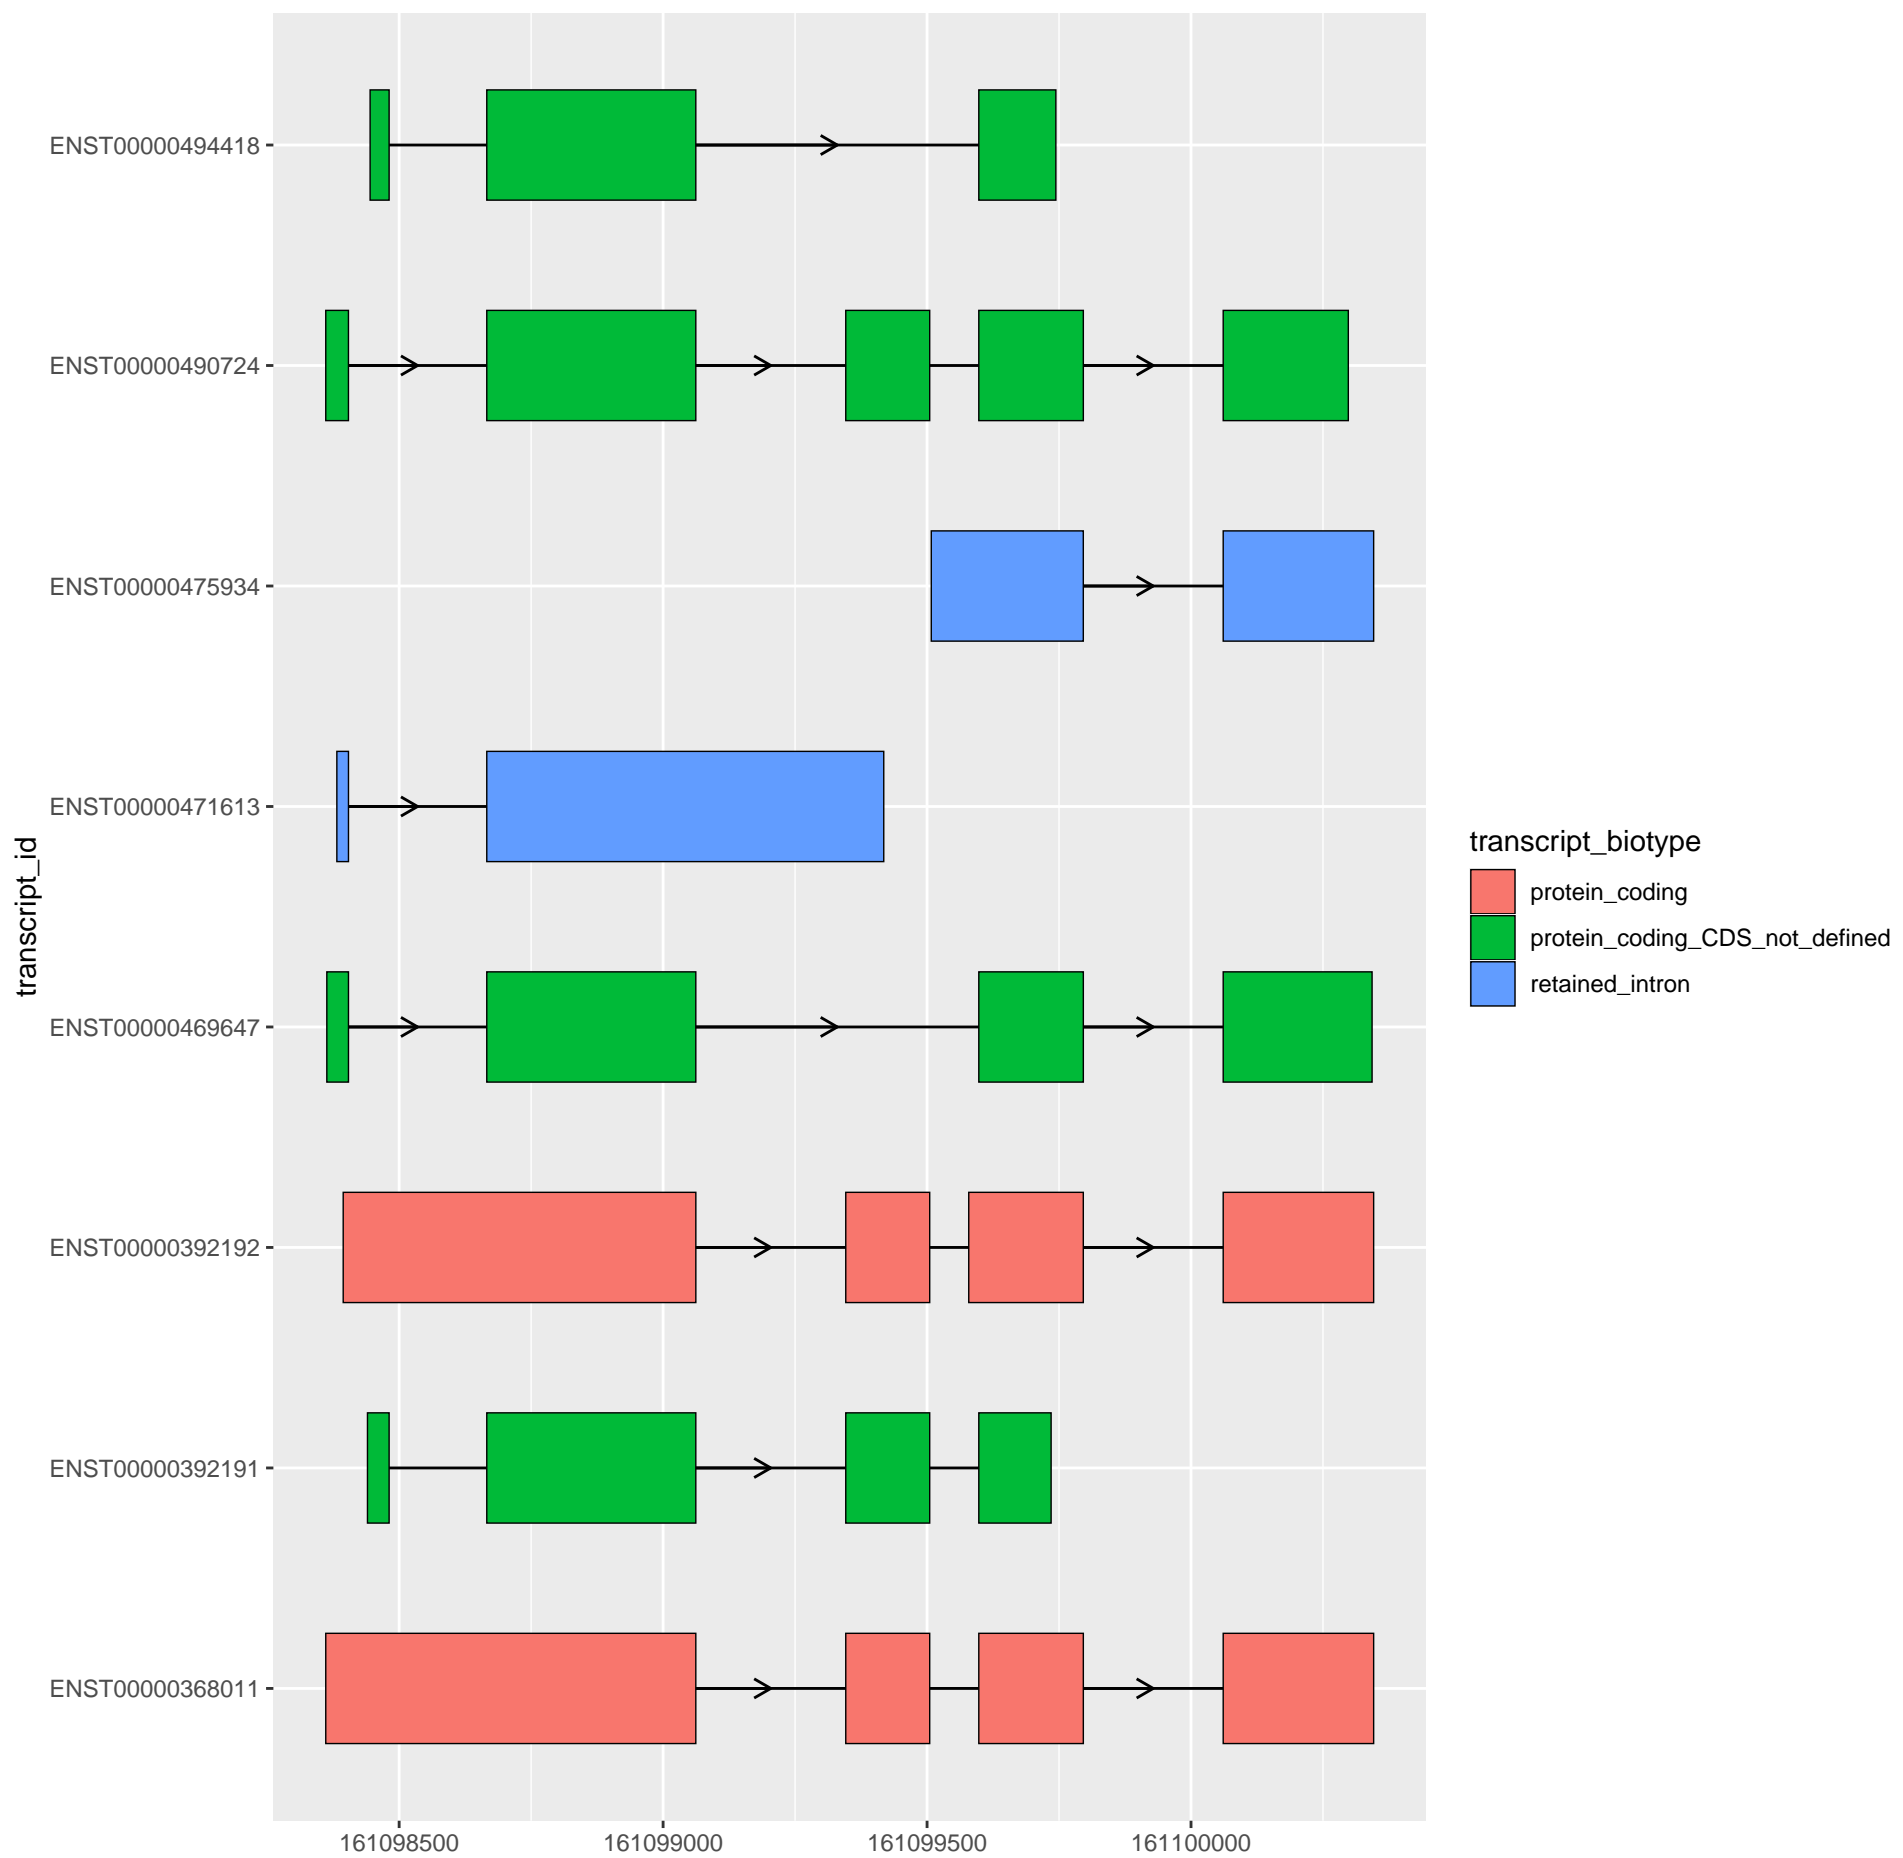 transcript_id
ENST00000494418
ENST00000490724
ENST00000475934
ENST00000471613
ENST00000469647
ENST00000392192
ENST00000392191
ENST00000368011
161098500 161099000 161099500 161100000
transcript_biotype
protein_coding
protein_coding_CDS_not_defined
retained_intron